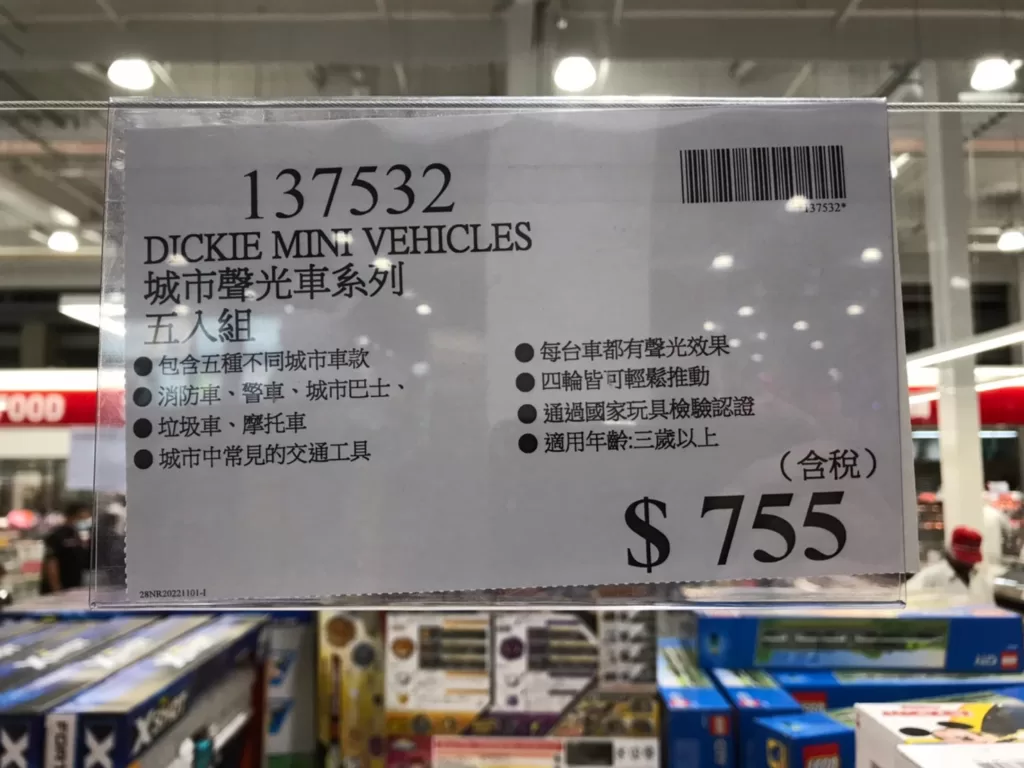 137532
137532*
DICKIE MINI VEHICLES
城市聲光車系列
五入組
●包含五種不同城市車款
●消防車、警車、城市巴士、
●垃圾車、摩托車
●城市中常見的交通工具
●每台車都有聲光效果
●四輪皆可輕鬆推動
●通過國家玩具檢驗認證
●適用年齡:三歲以上
(含稅)
$ 755
28NR20221101-I
FOOD
X-SHOT
X
X
CITY
LEGO